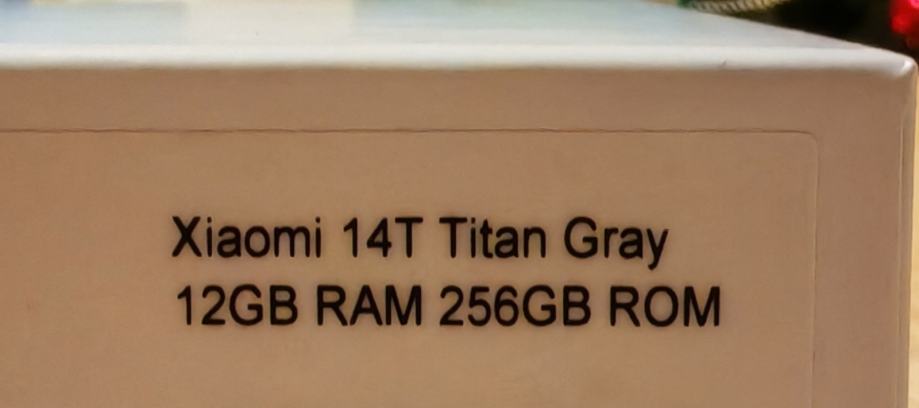 Xiaomi 14T Titan Gray
12GB RAM 256GB ROM